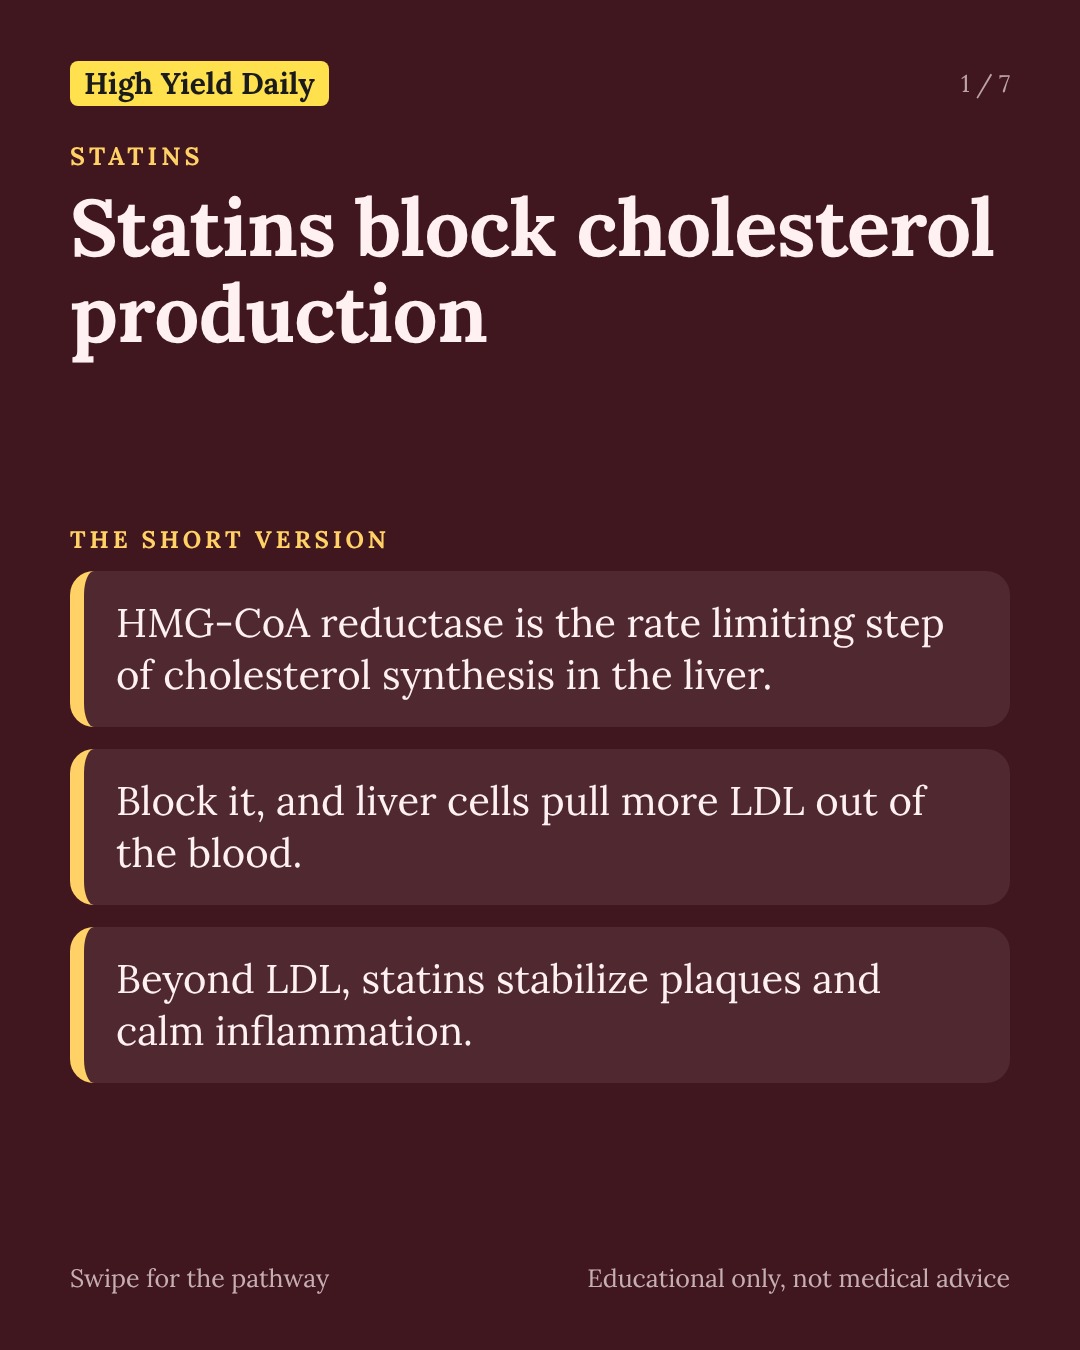 High Yield Daily
1 / 7
STATINS
Statins block cholesterol
production
THE SHORT VERSION
HMG-CoA reductase is the rate limiting step
of cholesterol synthesis in the liver.
Block it, and liver cells pull more LDL out of
the blood.
Beyond LDL, statins stabilize plaques and
calm inflammation.
Swipe for the pathway
Educational only, not medical advice